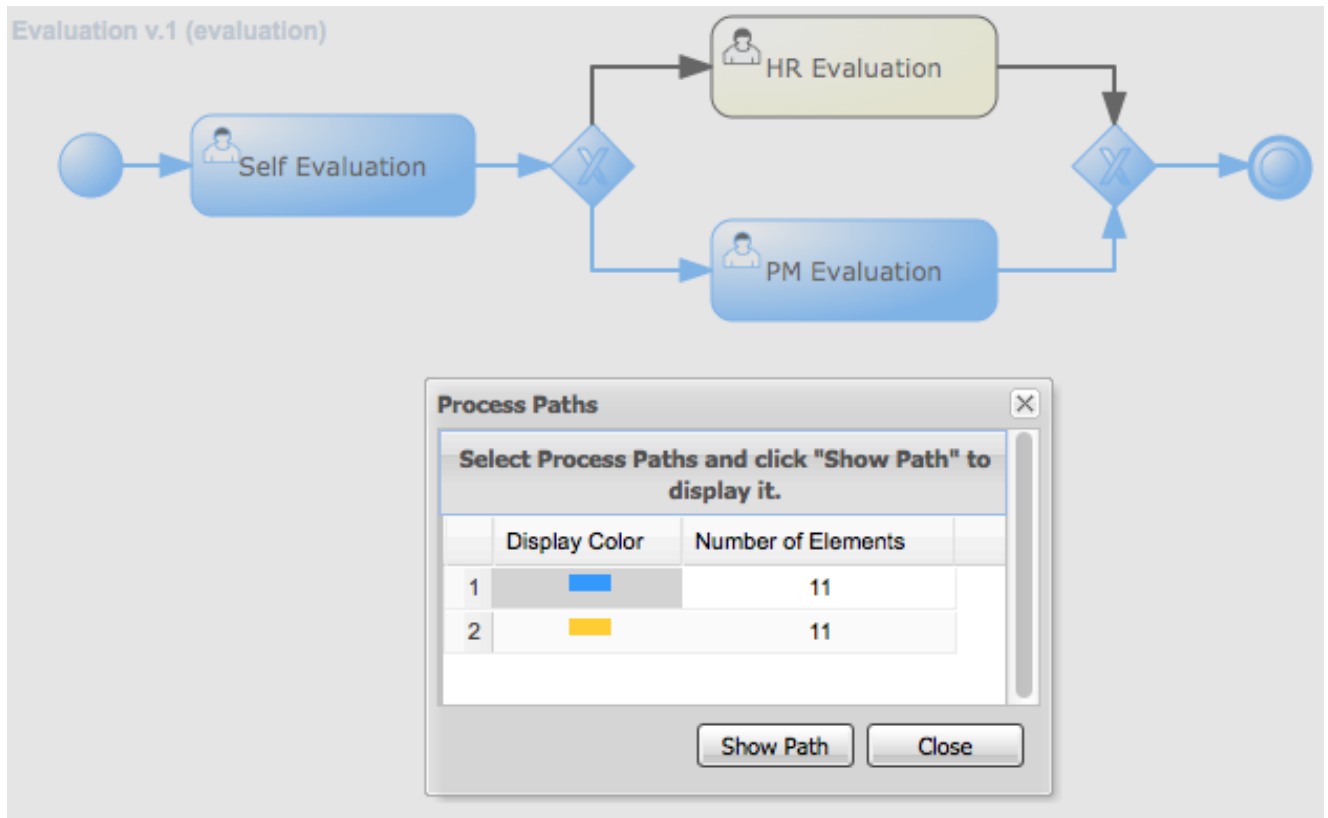 Evaluation v.1 (evaluation)
HR Evaluation
Self Evaluation
PM Evaluation
Process Paths
Select Process Paths and click "Show Path" to
display it.
Display Color Number of Elements
1 11
2 11
Show Path Close